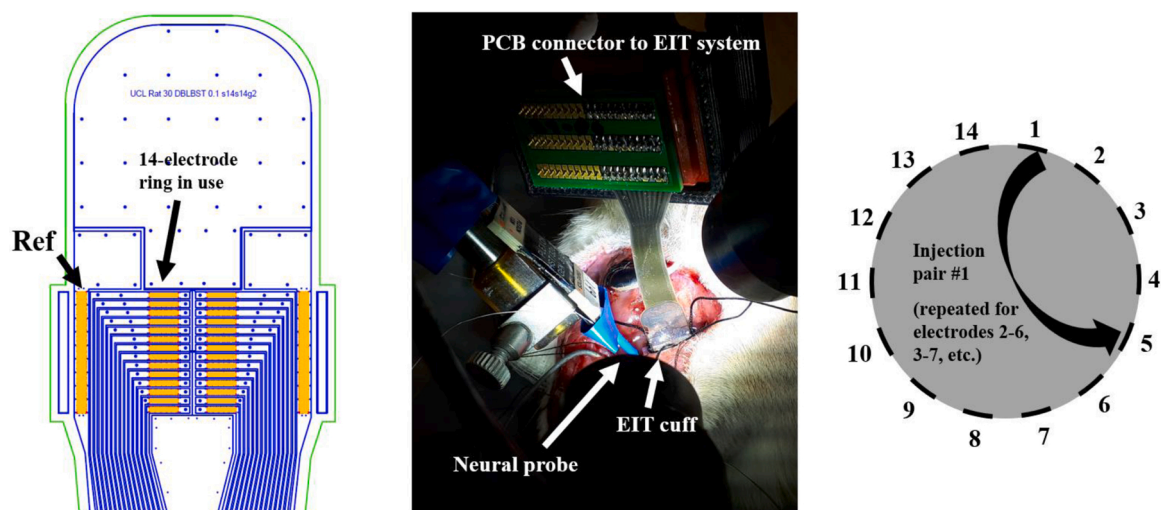 UCL Rat 30 DBLBST 0.1 s14s14g2
14-electrode
ring in use
Ref
PCB connector to EIT system
EIT cuff
Neural probe
1
2
3
4
5
6
7
8
9
10
11
12
13
14
Injection
pair #1
(repeated for
electrodes 2-6,
3-7, etc.)